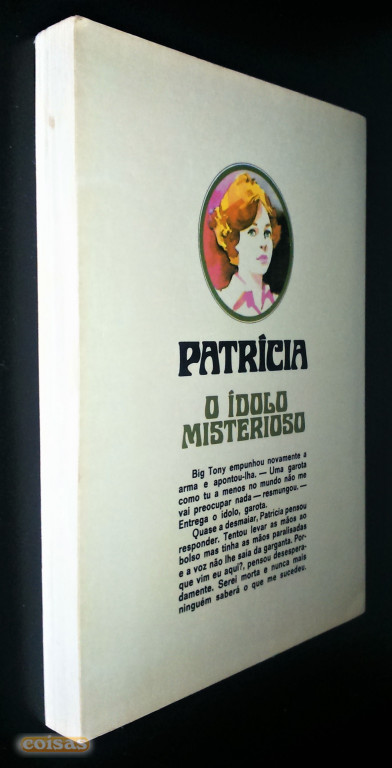 PATRÍCIA
O ÍDOLO
MISTERIOSO
Big Tony empunhou novamente a
arma e apontou-lha. — Uma garota
como tu a menos no mundo não me
vai preocupar nada — resmungou. —
Entrega o ídolo, garota.
Quase a desmaiar, Patrícia pensou
responder. Tentou levar as mãos ao
bolso mas tinha as mãos paralisadas
e a voz não lhe saía da garganta. Por-
que vim eu aqui?, pensou desespera-
damente. Serei morta e nunca mais
ninguém saberá o que me sucedeu.
coisas